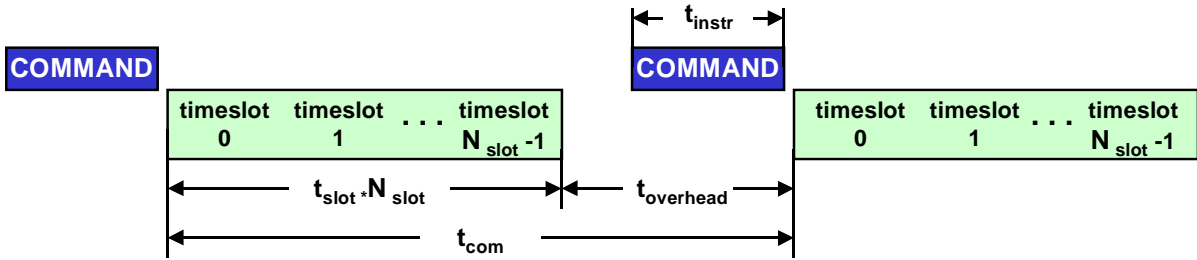 t_instr
COMMAND COMMAND
timeslot timeslot . . . timeslot timeslot timeslot . . . timeslot
0 1 N_slot -1 0 1 N_slot -1
t_slot * N_slot t_overhead
t_com